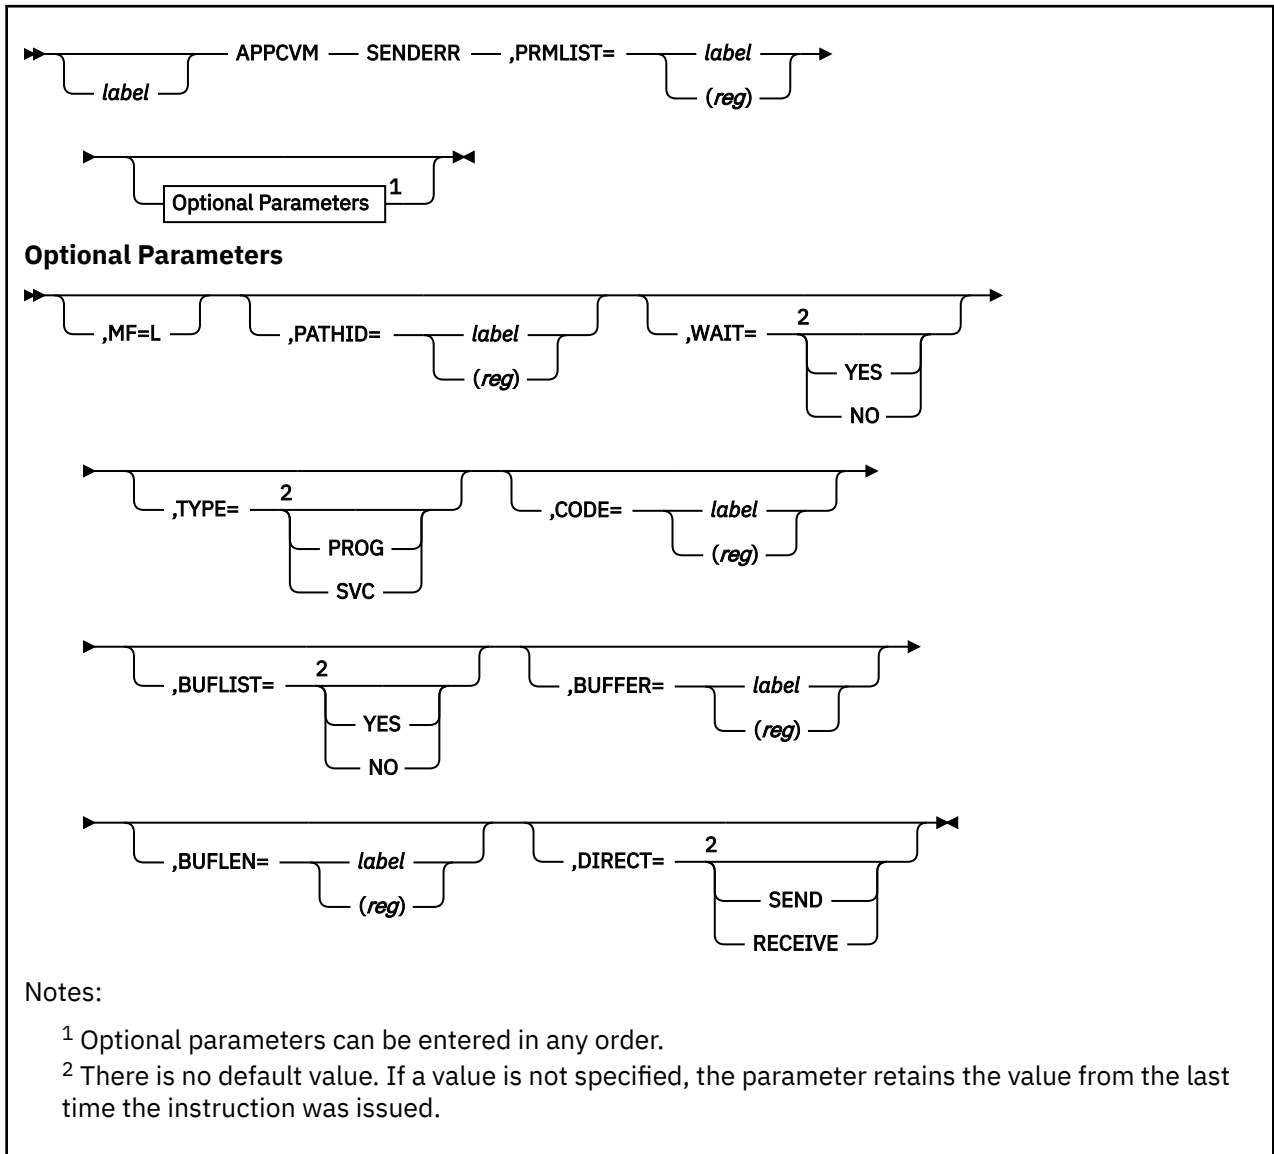 APPCVM SENDERR ,PRMLIST= label
label (reg)
Optional Parameters 1
Optional Parameters
2
,MF=L ,PATHID= label ,WAIT=
(reg) YES
NO
2
,TYPE= ,CODE= label
PROG (reg)
SVC
2
,BUFLIST= ,BUFFER= label
YES (reg)
NO
2
,BUFLEN= label ,DIRECT=
(reg) SEND
RECEIVE
Notes:
1 Optional parameters can be entered in any order.
2 There is no default value. If a value is not specified, the parameter retains the value from the last
time the instruction was issued.